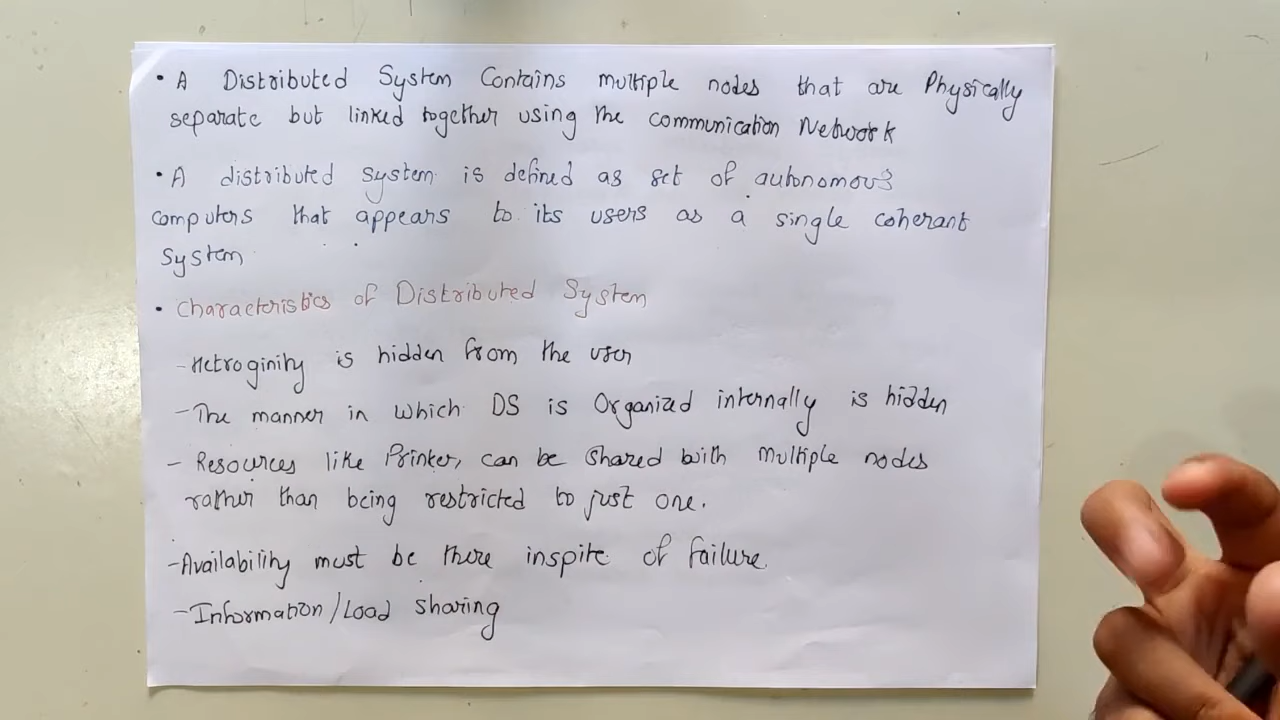 • A Distributed System Contains multiple nodes that are Physically
separate but linked together using the communication Network
• A distributed system is defined as set of autonomous
computers that appears to its users as a single coherant
System
• Characteristics of Distributed System
- Hetroginity is hidden from the user
- The manner in which DS is Organized internally is hidden
- Resources like Printer, can be shared with multiple nodes
rather than being restricted to just one.
- Availability must be there inspite of failure.
- Information/Load sharing